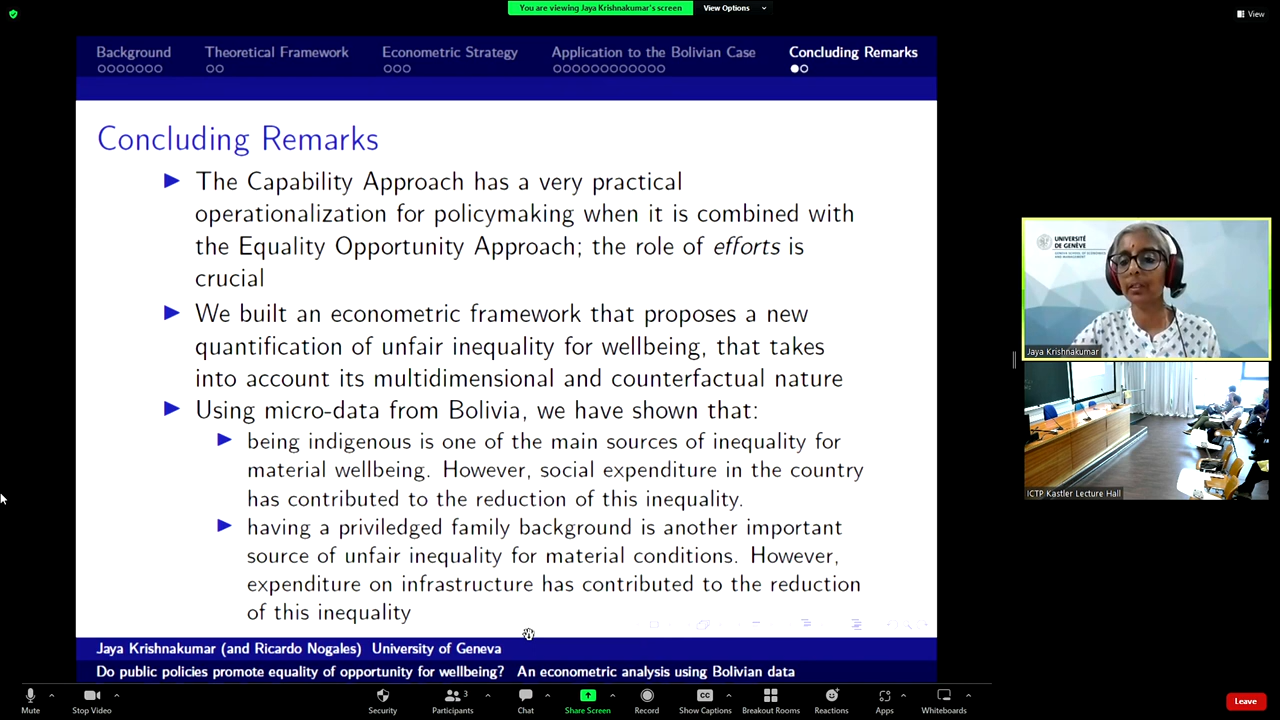 You are viewing Jaya Krishnakumar's screen
View Options
View
Background
Theoretical Framework
Econometric Strategy
Application to the Bolivian Case
Concluding Remarks
Concluding Remarks
The Capability Approach has a very practical
operationalization for policymaking when it is combined with
the Equality Opportunity Approach; the role of efforts is
crucial
We built an econometric framework that proposes a new
quantification of unfair inequality for wellbeing, that takes
into account its multidimensional and counterfactual nature
Using micro-data from Bolivia, we have shown that:
being indigenous is one of the main sources of inequality for
material wellbeing. However, social expenditure in the country
has contributed to the reduction of this inequality.
having a priviledged family background is another important
source of unfair inequality for material conditions. However,
expenditure on infrastructure has contributed to the reduction
of this inequality
Jaya Krishnakumar (and Ricardo Nogales) University of Geneva
Do public policies promote equality of opportunity for wellbeing? An econometric analysis using Bolivian data
UNIVERSITÉ
DE GENÈVE
GENEVA SCHOOL OF ECONOMICS
AND MANAGEMENT
Jaya Krishnakumar
ICTP Kastler Lecture Hall
Mute
Stop Video
Security
3
Participants
Chat
Share Screen
Record
CC
Show Captions
Breakout Rooms
Reactions
Apps
Whiteboards
Leave